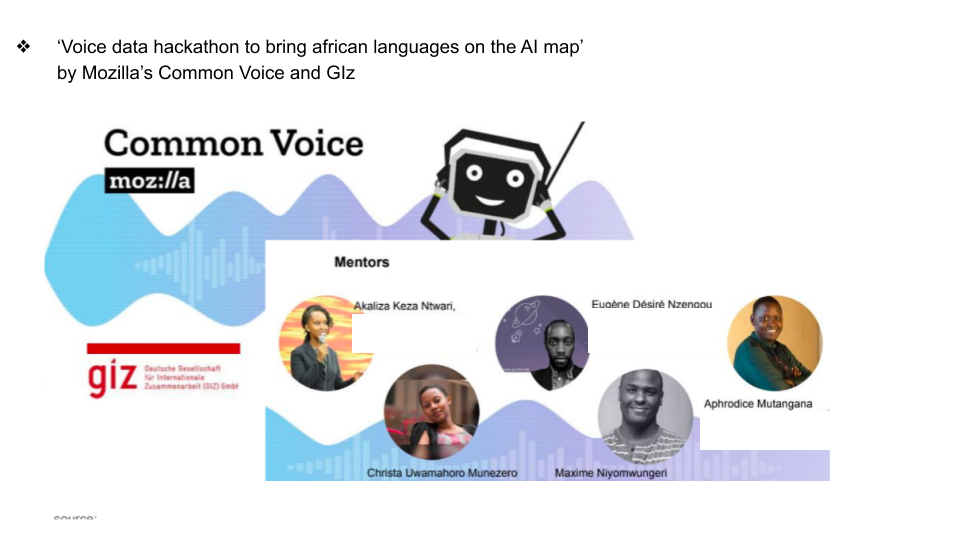 ❖ ‘Voice data hackathon to bring african languages on the AI map’
by Mozilla’s Common Voice and GIz
Common Voice
moz://a
Mentors
Akaliza Keza Ntwari,
Eugène Désiré Nzengou
giz Deutsche Gesellschaft
für Internationale
Zusammenarbeit (GIZ) GmbH
Aphrodice Mutangana
Christa Uwamahoro Munezero
Maxime Niyomwungeri
source: